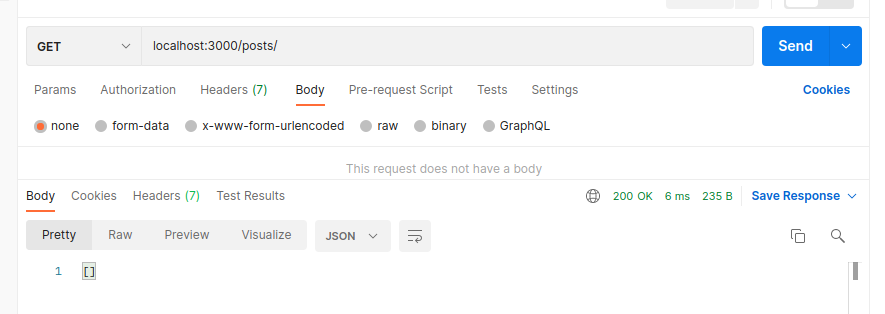 GET localhost:3000/posts/ Send
Params Authorization Headers (7) Body Pre-request Script Tests Settings Cookies
none form-data x-www-form-urlencoded raw binary GraphQL
This request does not have a body
Body Cookies Headers (7) Test Results 200 OK 6 ms 235 B Save Response
Pretty Raw Preview Visualize JSON
1 []